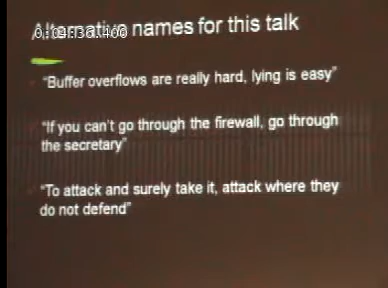 Alternative names for this talk
"Buffer overflows are really hard, lying is easy"
"If you can't go through the firewall, go through
the secretary"
"To attack and surely take it, attack where they
do not defend"